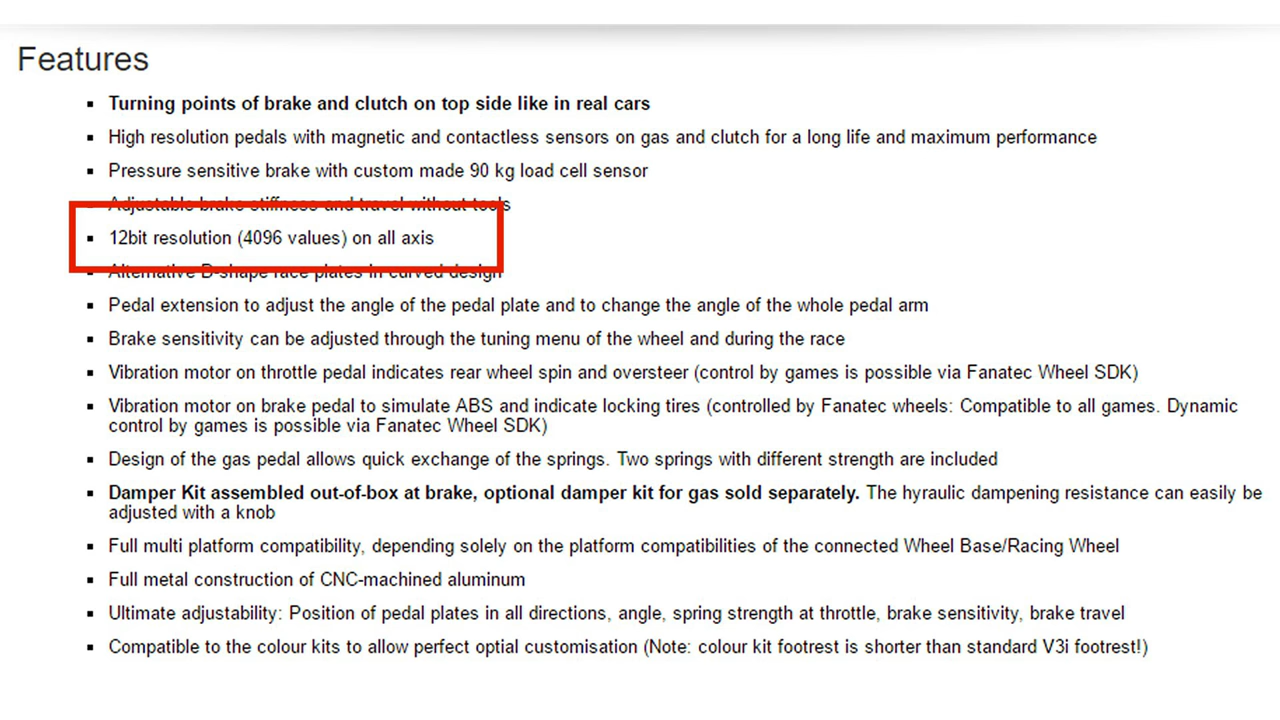 Features
Turning points of brake and clutch on top side like in real cars
High resolution pedals with magnetic and contactless sensors on gas and clutch for a long life and maximum performance
Pressure sensitive brake with custom made 90 kg load cell sensor
Adjustable brake stiffness and travel without tools
12bit resolution (4096 values) on all axis
Alternative D-shape race plates in curved design
Pedal extension to adjust the angle of the pedal plate and to change the angle of the whole pedal arm
Brake sensitivity can be adjusted through the tuning menu of the wheel and during the race
Vibration motor on throttle pedal indicates rear wheel spin and oversteer (control by games is possible via Fanatec Wheel SDK)
Vibration motor on brake pedal to simulate ABS and indicate locking tires (controlled by Fanatec wheels: Compatible to all games. Dynamic
control by games is possible via Fanatec Wheel SDK)
Design of the gas pedal allows quick exchange of the springs. Two springs with different strength are included
Damper Kit assembled out-of-box at brake, optional damper kit for gas sold separately. The hyraulic dampening resistance can easily be
adjusted with a knob
Full multi platform compatibility, depending solely on the platform compatibilities of the connected Wheel Base/Racing Wheel
Full metal construction of CNC-machined aluminum
Ultimate adjustability: Position of pedal plates in all directions, angle, spring strength at throttle, brake sensitivity, brake travel
Compatible to the colour kits to allow perfect optial customisation (Note: colour kit footrest is shorter than standard V3i footrest!)